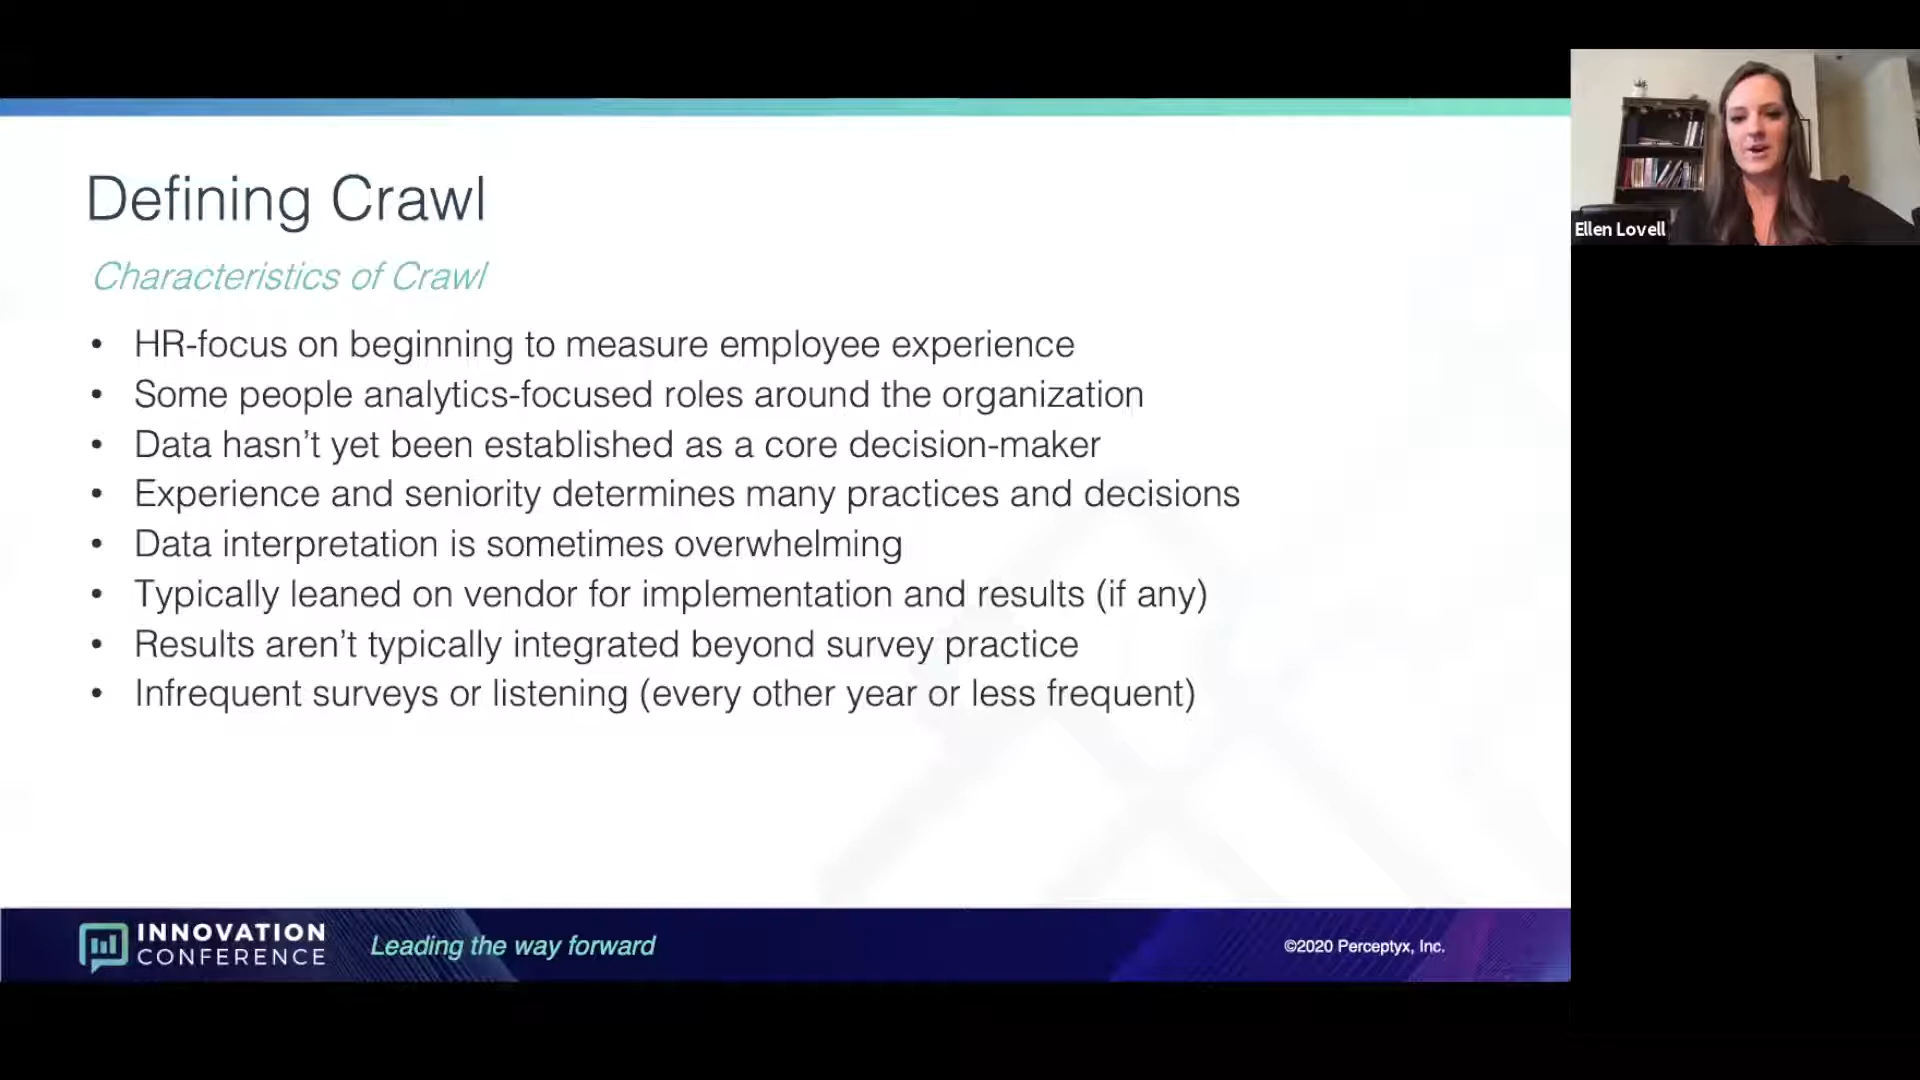 Defining Crawl
Characteristics of Crawl
• HR-focus on beginning to measure employee experience
• Some people analytics-focused roles around the organization
• Data hasn’t yet been established as a core decision-maker
• Experience and seniority determines many practices and decisions
• Data interpretation is sometimes overwhelming
• Typically leaned on vendor for implementation and results (if any)
• Results aren’t typically integrated beyond survey practice
• Infrequent surveys or listening (every other year or less frequent)
INNOVATION
CONFERENCE
Leading the way forward
©2020 Perceptyx, Inc.
Ellen Lovell